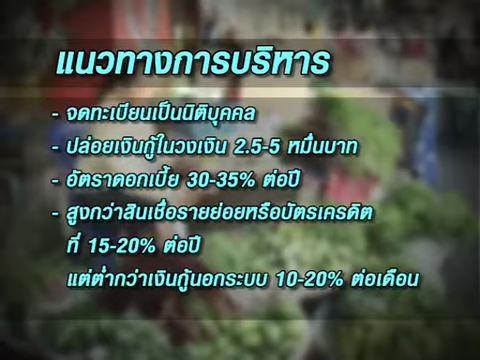 แนวทางการบริหาร
- จดทะเบียนเป็นนิติบุคคล
- ปล่อยเงินกู้ในวงเงิน 2.5-5 หมื่นบาท
- อัตราดอกเบี้ย 30-35% ต่อปี
- สูงกว่าสินเชื่อรายย่อยหรือบัตรเครดิต
ที่ 15-20% ต่อปี
แต่ต่ำกว่าเงินกู้นอกระบบ 10-20% ต่อเดือน